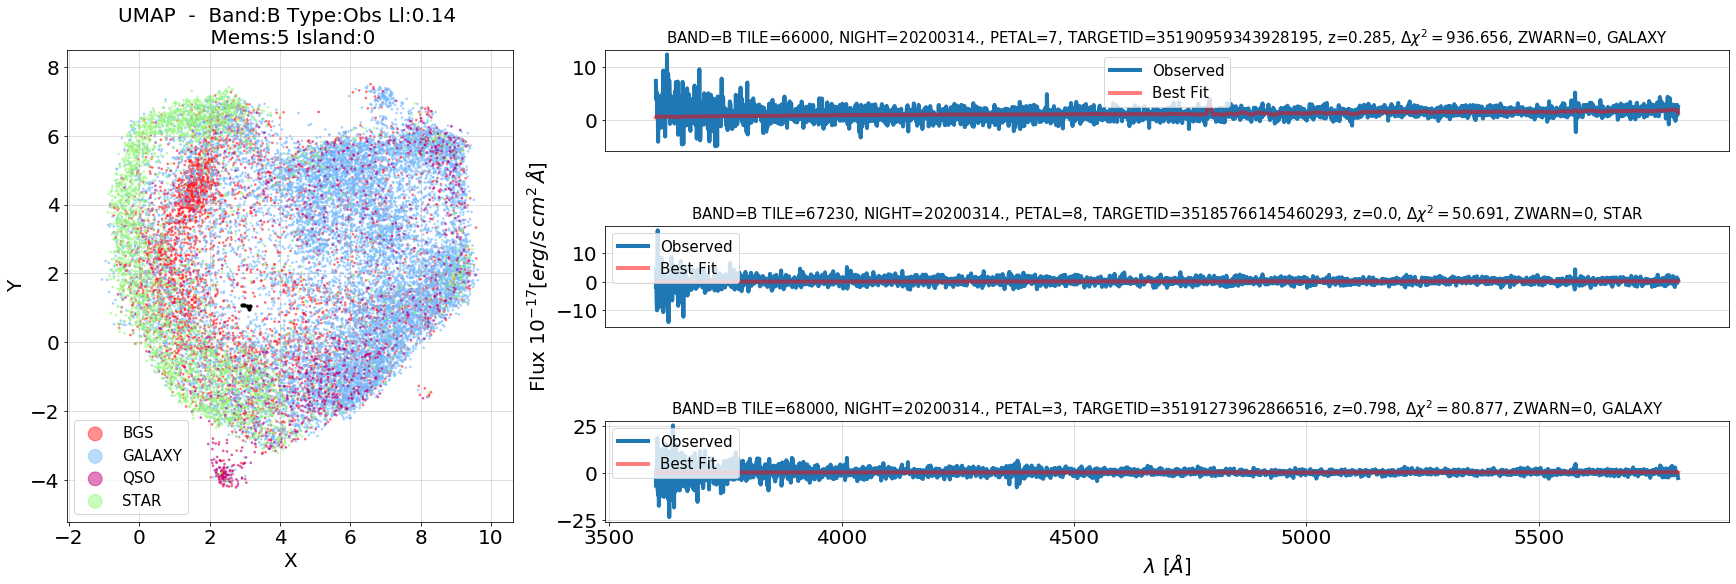 UMAP - Band:B Type:Obs Ll:0.14
Mems:5 Island:0
8
6
4
2
0
−2
−4
Y
BGS
GALAXY
QSO
STAR
−2 0 2 4 6 8 10
X
Flux 10⁻¹⁷[erg/s cm² Å]
BAND=B TILE=66000, NIGHT=20200314., PETAL=7, TARGETID=35190959343928195, z=0.285, Δχ² = 936.656, ZWARN=0, GALAXY
10
0
Observed
Best Fit
BAND=B TILE=67230, NIGHT=20200314., PETAL=8, TARGETID=35185766145460293, z=0.0, Δχ² = 50.691, ZWARN=0, STAR
10
0
−10
Observed
Best Fit
BAND=B TILE=68000, NIGHT=20200314., PETAL=3, TARGETID=35191273962866516, z=0.798, Δχ² = 80.877, ZWARN=0, GALAXY
25
0
−25
Observed
Best Fit
3500 4000 4500 5000 5500
λ [Å]